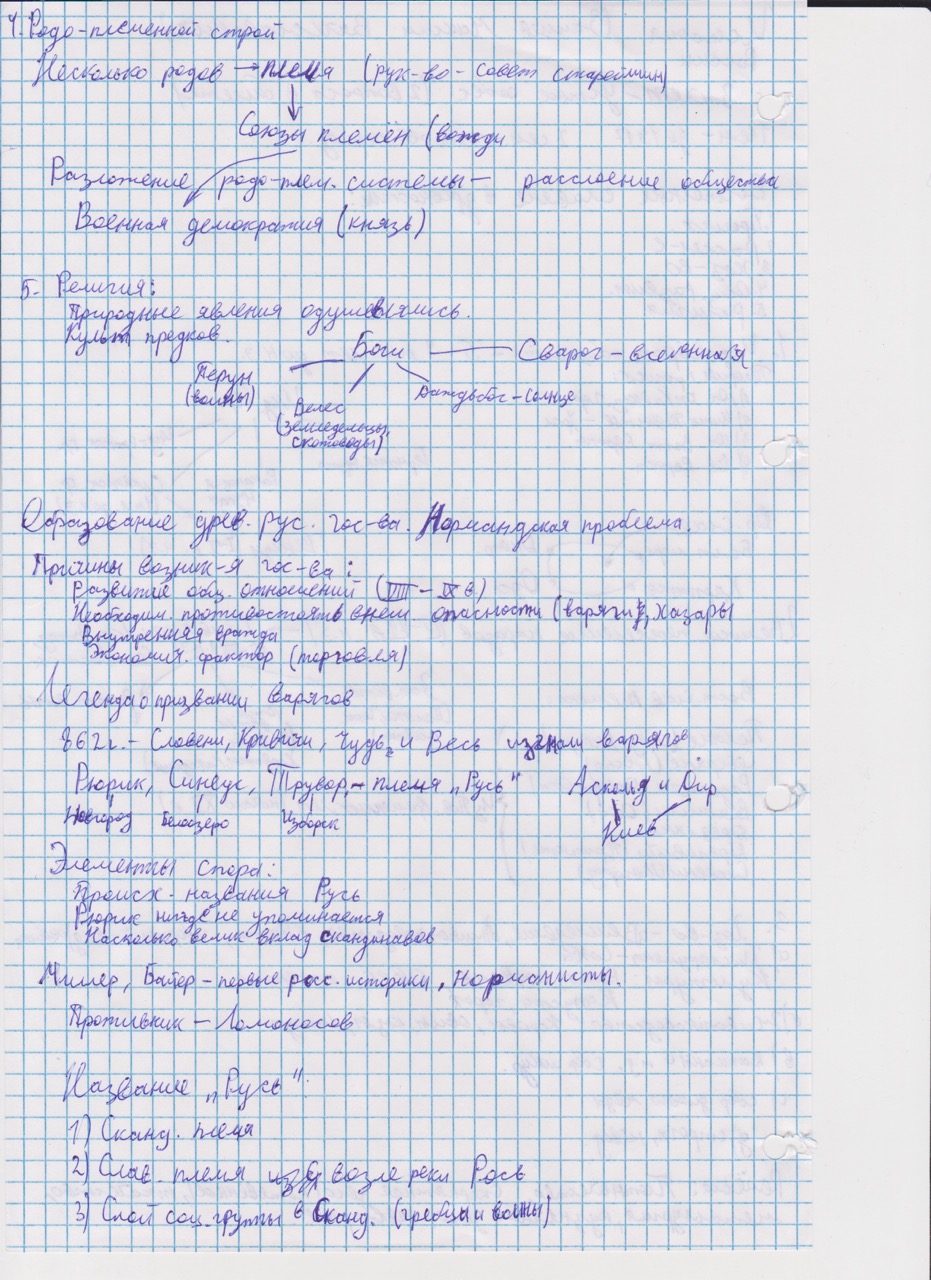 4. Родо-племенной строй
Несколько родов → племя (рук-во - совет старейшин)
Союзы племён (вожди
Разложение родо-плем. системы - расслоение общества
Военная демократия (князь)
5. Религия:
Природные явления одушевлялись.
Культ предков.
Боги
Сварог - вселенная
Перун
(воины)
Велес
(земледельцы,
скотоводы)
Даждьбог - солнце
Образование древ. рус. гос-ва. Нормандская проблема.
Причины возник-я гос-ва:
Развитие общ. отношений (VIII - IX в.)
Необходим. противостоять внеш. опасности (варяги, хазары
Внутренняя вражда
Экономич. фактор (торговля)
Легенда о призвании варягов
862 г. - Словени, Кривичи, Чудь и Весь изгнали варягов
Рюрик, Синеус, Трувор, - племя „Русь" Аскольд и Дир
Новгород Белоозеро Изборск Киев
Элементы спора:
Происх. названия Русь
Рюрик нигде не упоминается
Насколько велик вклад скандинавов
Миллер, Байер - первые росс. историки, норманисты.
Противник - Ломоносов
Название „Русь":
1) Сканд. племя
2) Слав. племя возле реки Рось
3) Слой соц. группы в Сканд. (гребцы и воины)